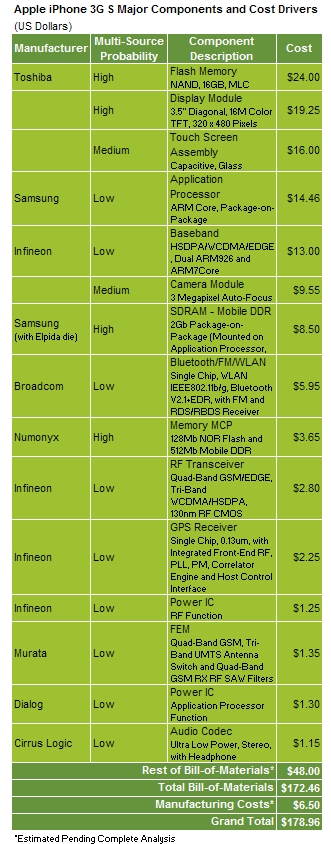 Apple iPhone 3G S Major Components and Cost Drivers
(US Dollars)
Manufacturer Multi-Source Probability Component Description Cost
Toshiba High Flash Memory $24.00
NAND, 16GB, MLC
High Display Module $19.25
3.5" Diagonal, 16M Color
TFT, 320 x 480 Pixels
Medium Touch Screen $16.00
Assembly
Capacitive, Glass
Samsung Low Application $14.46
Processor
ARM Core, Package-on-
Package
Infineon Low Baseband $13.00
HSDPA/WCDMA/EDGE
, Dual ARM926 and
ARM7Core
Medium Camera Module $9.55
3 Megapixel Auto-Focus
Samsung High SDRAM - Mobile DDR $8.50
(with Elpida die) 2Gb Package-on-
Package (Mounted on
Application Processor,
Broadcom Low Bluetooth/FM/WLAN $5.95
Single Chip, WLAN
IEEE802.11b/g, Bluetooth
V2.1+EDR, with FM and
RDS/RBDS Receiver
Numonyx High Memory MCP $3.65
128Mb NOR Flash and
512Mb Mobile DDR
Infineon Low RF Transceiver $2.80
Quad-Band GSM/EDGE,
Tri-Band
WCDMA/HSDPA,
130nm RF CMOS
Infineon Low GPS Receiver $2.25
Single Chip, 0.13um, with
Integrated Front-End RF,
PLL, PM, Correlator
Engine and Host Control
Interface
Infineon Low Power IC $1.25
RF Function
Murata Low FEM $1.35
Quad-Band GSM, Tri-
Band UMTS Antenna
Switch and Quad-Band
GSM RX RF SAW Filters
Dialog Low Power IC $1.30
Application Processor
Function
Cirrus Logic Low Audio Codec $1.15
Ultra Low Power, Stereo,
with Headphone
Rest of Bill-of-Materials* $48.00
Total Bill-of-Materials $172.46
Manufacturing Costs* $6.50
Grand Total $178.96
*Estimated Pending Complete Analysis